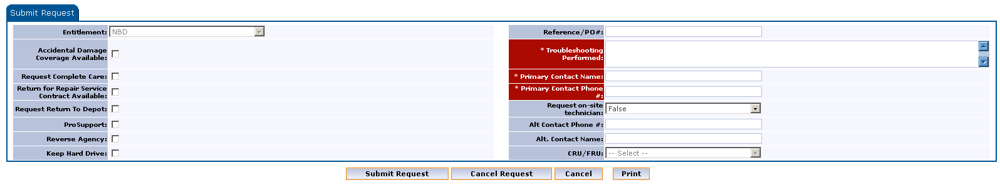 Submit Request
Entitlement: NBD
Accidental Damage
Coverage Available:
Request Complete Care:
Return for Repair Service
Contract Available:
Request Return To Depot:
ProSupport:
Reverse Agency:
Keep Hard Drive:
Reference/PO#:
* Troubleshooting
Performed:
* Primary Contact Name:
* Primary Contact Phone
#:
Request on-site
technician: False
Alt Contact Phone #:
Alt. Contact Name:
CRU/FRU: -- Select --
Submit Request Cancel Request Cancel Print